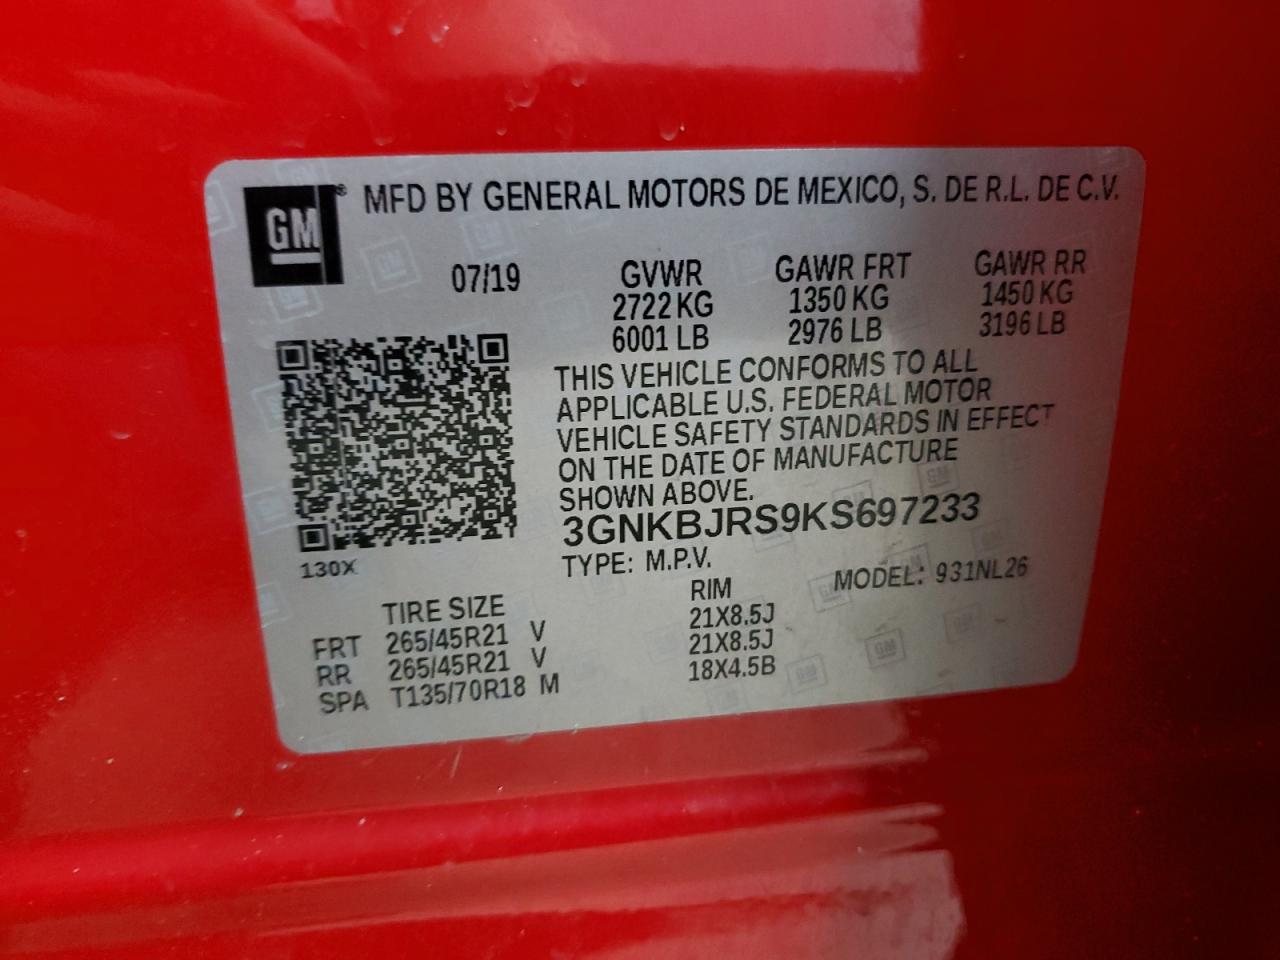 GM® MFD BY GENERAL MOTORS DE MEXICO, S. DE R.L. DE C.V.
07/19 GVWR GAWR FRT GAWR RR
2722 KG 1350 KG 1450 KG
6001 LB 2976 LB 3196 LB
THIS VEHICLE CONFORMS TO ALL
APPLICABLE U.S. FEDERAL MOTOR
VEHICLE SAFETY STANDARDS IN EFFECT
ON THE DATE OF MANUFACTURE
SHOWN ABOVE.
3GNKBJRS9KS697233
130X
TYPE: M.P.V. MODEL: 931NL26
TIRE SIZE RIM
FRT 265/45R21 V 21X8.5J
RR 265/45R21 V 21X8.5J
SPA T135/70R18 M 18X4.5B